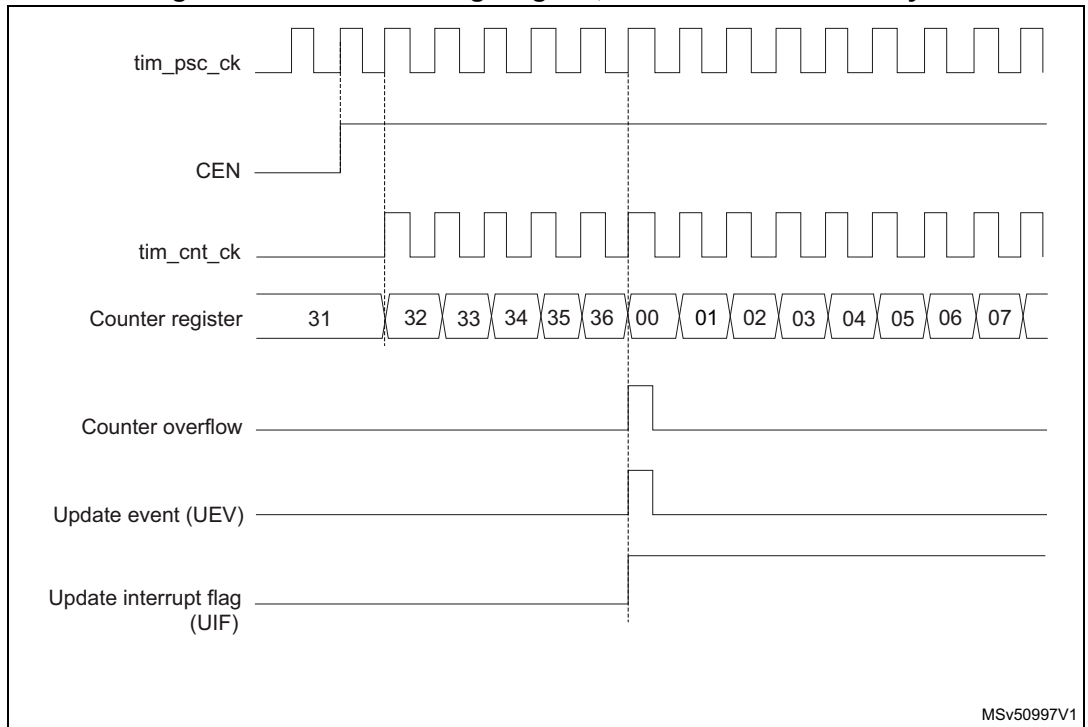 tim_psc_ck
CEN
tim_cnt_ck
Counter register 31 32 33 34 35 36 00 01 02 03 04 05 06 07
Counter overflow
Update event (UEV)
Update interrupt flag
(UIF)
MSv50997V1